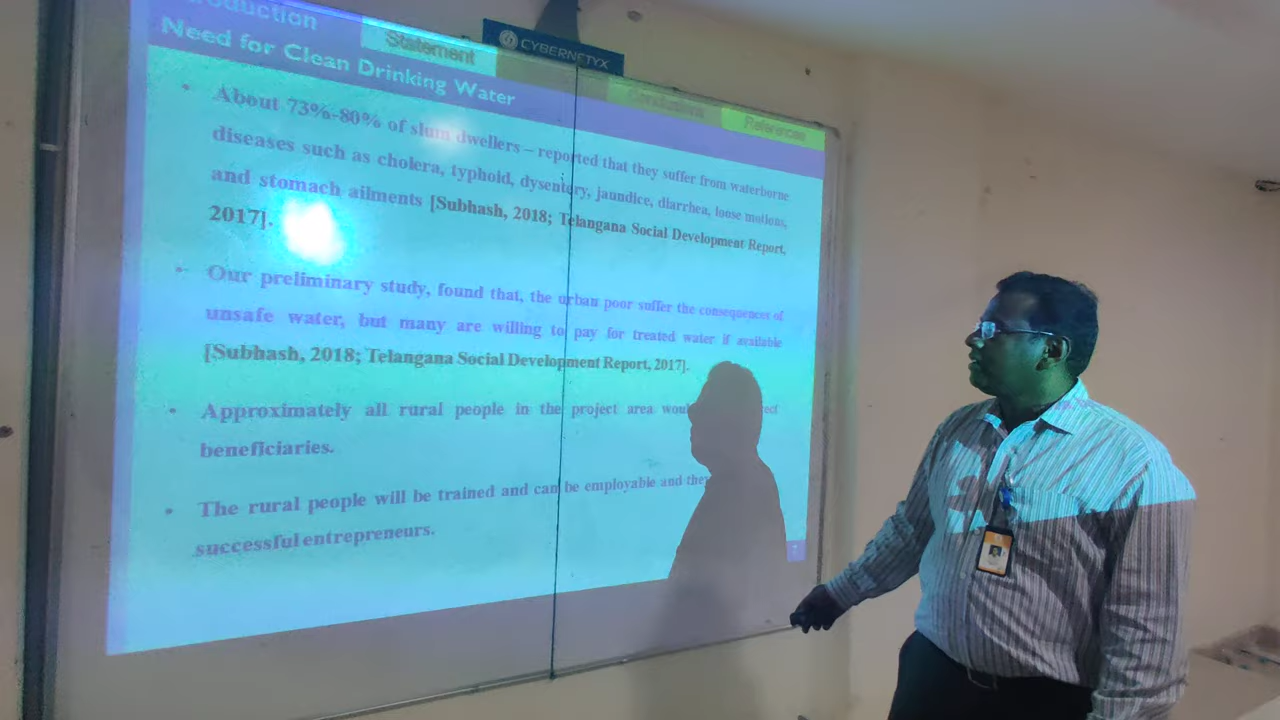 Statement
CYBERNETYX
Conclusions
References
Need for Clean Drinking Water
• About 73%-80% of slum dwellers – reported that they suffer from waterborne
diseases such as cholera, typhoid, dysentery, jaundice, diarrhea, loose motions,
and stomach ailments [Subhash, 2018; Telangana Social Development Report,
2017].
• Our preliminary study, found that, the urban poor suffer the consequences of
unsafe water, but many are willing to pay for treated water if available
[Subhash, 2018; Telangana Social Development Report, 2017].
• Approximately all rural people in the project area
beneficiaries.
• The rural people will be trained and can be employable and
successful entrepreneurs.